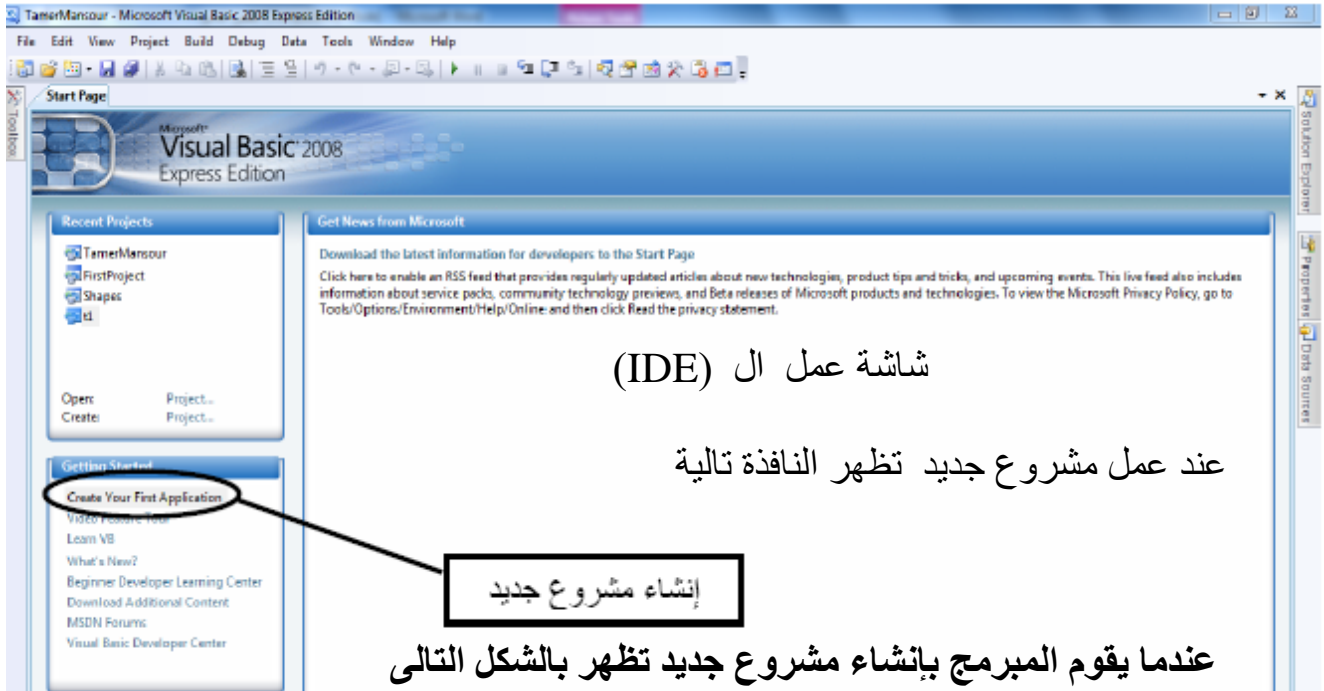 TamerMansour - Microsoft Visual Basic 2008 Express Edition
File Edit View Project Build Debug Data Tools Window Help
Toolbox
Start Page
Solution Explorer
Properties
Data Sources
Microsoft
Visual Basic 2008
Express Edition
Recent Projects
TamerMansour
FirstProject
Shapes
t1
Open: Project...
Create: Project...
Get News from Microsoft
Download the latest information for developers to the Start Page
Click here to enable an RSS feed that provides regularly updated articles about new technologies, product tips and tricks, and upcoming events. This live feed also includes
information about service packs, community technology previews, and Beta releases of Microsoft products and technologies. To view the Microsoft Privacy Policy, go to
Tools/Options/Environment/Help/Online and then click Read the privacy statement.
شاشة عمل ال (IDE)
عند عمل مشروع جديد تظهر النافذة تالية
Getting Started
Create Your First Application
Video Feature Tour
Learn VB
What's New?
Beginner Developer Learning Center
Download Additional Content
MSDN Forums
Visual Basic Developer Center
إنشاء مشروع جديد
عندما يقوم المبرمج بإنشاء مشروع جديد تظهر بالشكل التالى